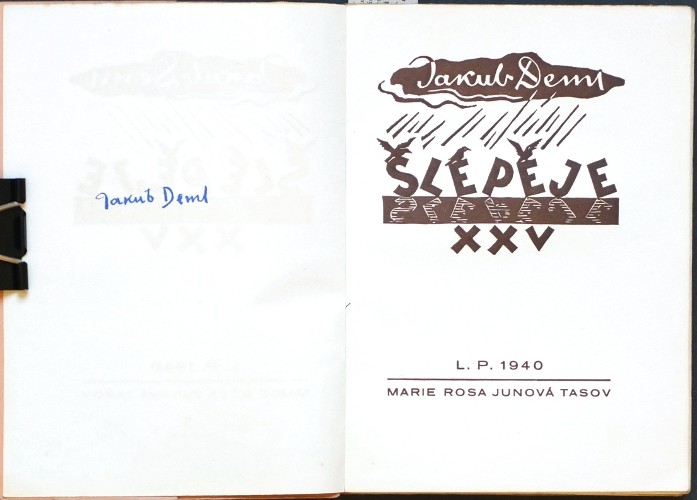 Jakub Deml
Jakub Deml
ŠLÉPĚJE
XXV
L. P. 1940
MARIE ROSA JUNOVÁ TASOV